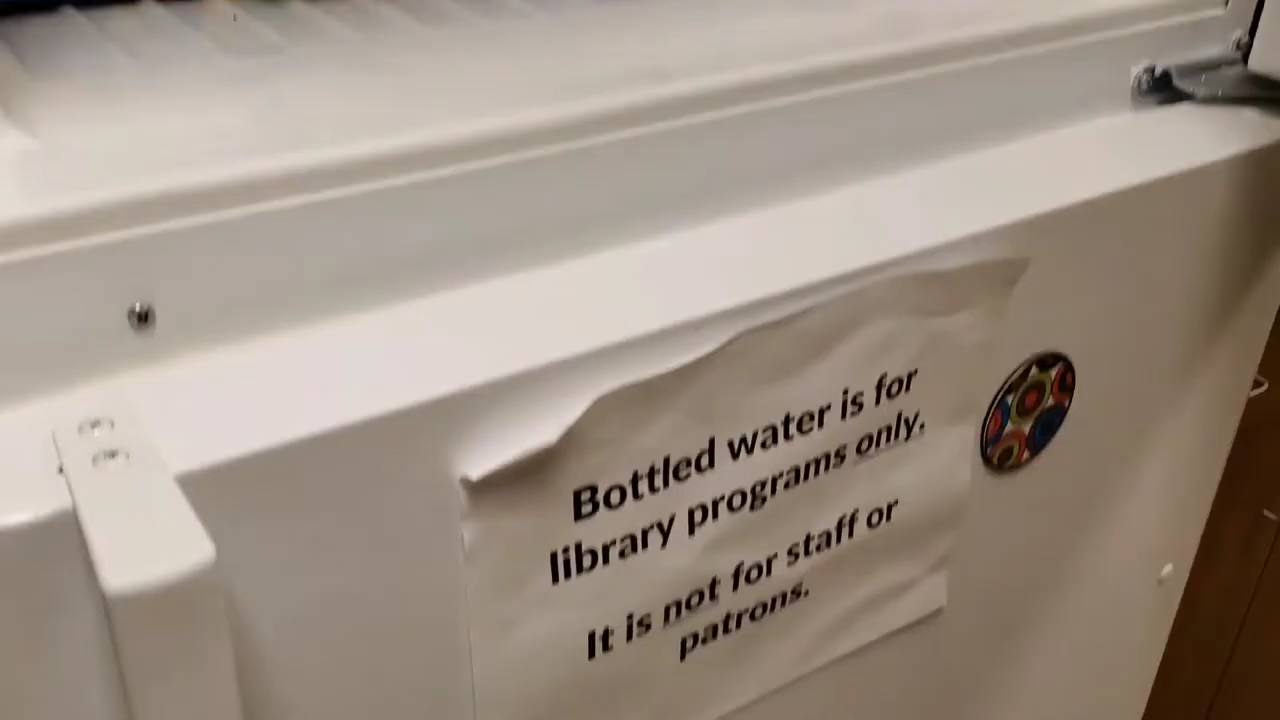 Bottled water is for
library programs only.
It is not for staff or
patrons.